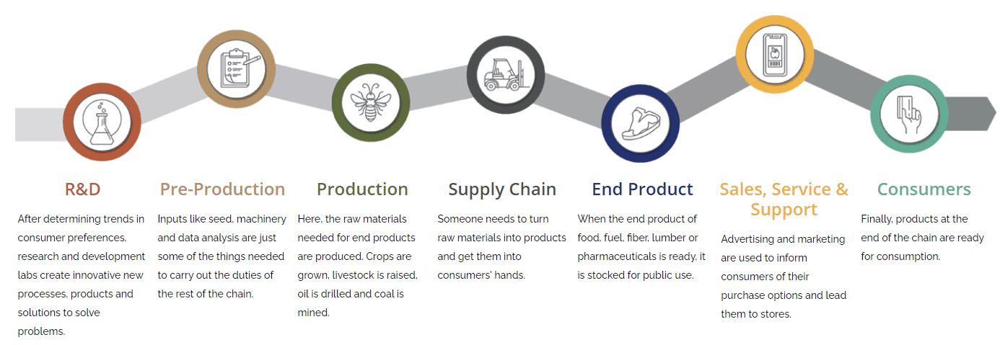 R&D
After determining trends in
consumer preferences,
research and development
labs create innovative new
processes, products and
solutions to solve
problems.
Pre-Production
Inputs like seed, machinery
and data analysis are just
some of the things needed
to carry out the duties of
the rest of the chain.
Production
Here, the raw materials
needed for end products
are produced. Crops are
grown, livestock is raised,
oil is drilled and coal is
mined.
Supply Chain
Someone needs to turn
raw materials into products
and get them into
consumers' hands.
End Product
When the end product of
food, fuel, fiber, lumber or
pharmaceuticals is ready, it
is stocked for public use.
Sales, Service &
Support
Advertising and marketing
are used to inform
consumers of their
purchase options and lead
them to stores.
Consumers
Finally, products at the
end of the chain are ready
for consumption.